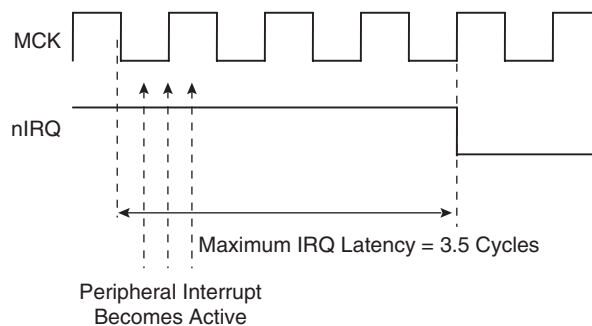 MCK
nIRQ
Maximum IRQ Latency = 3.5 Cycles
Peripheral Interrupt
Becomes Active